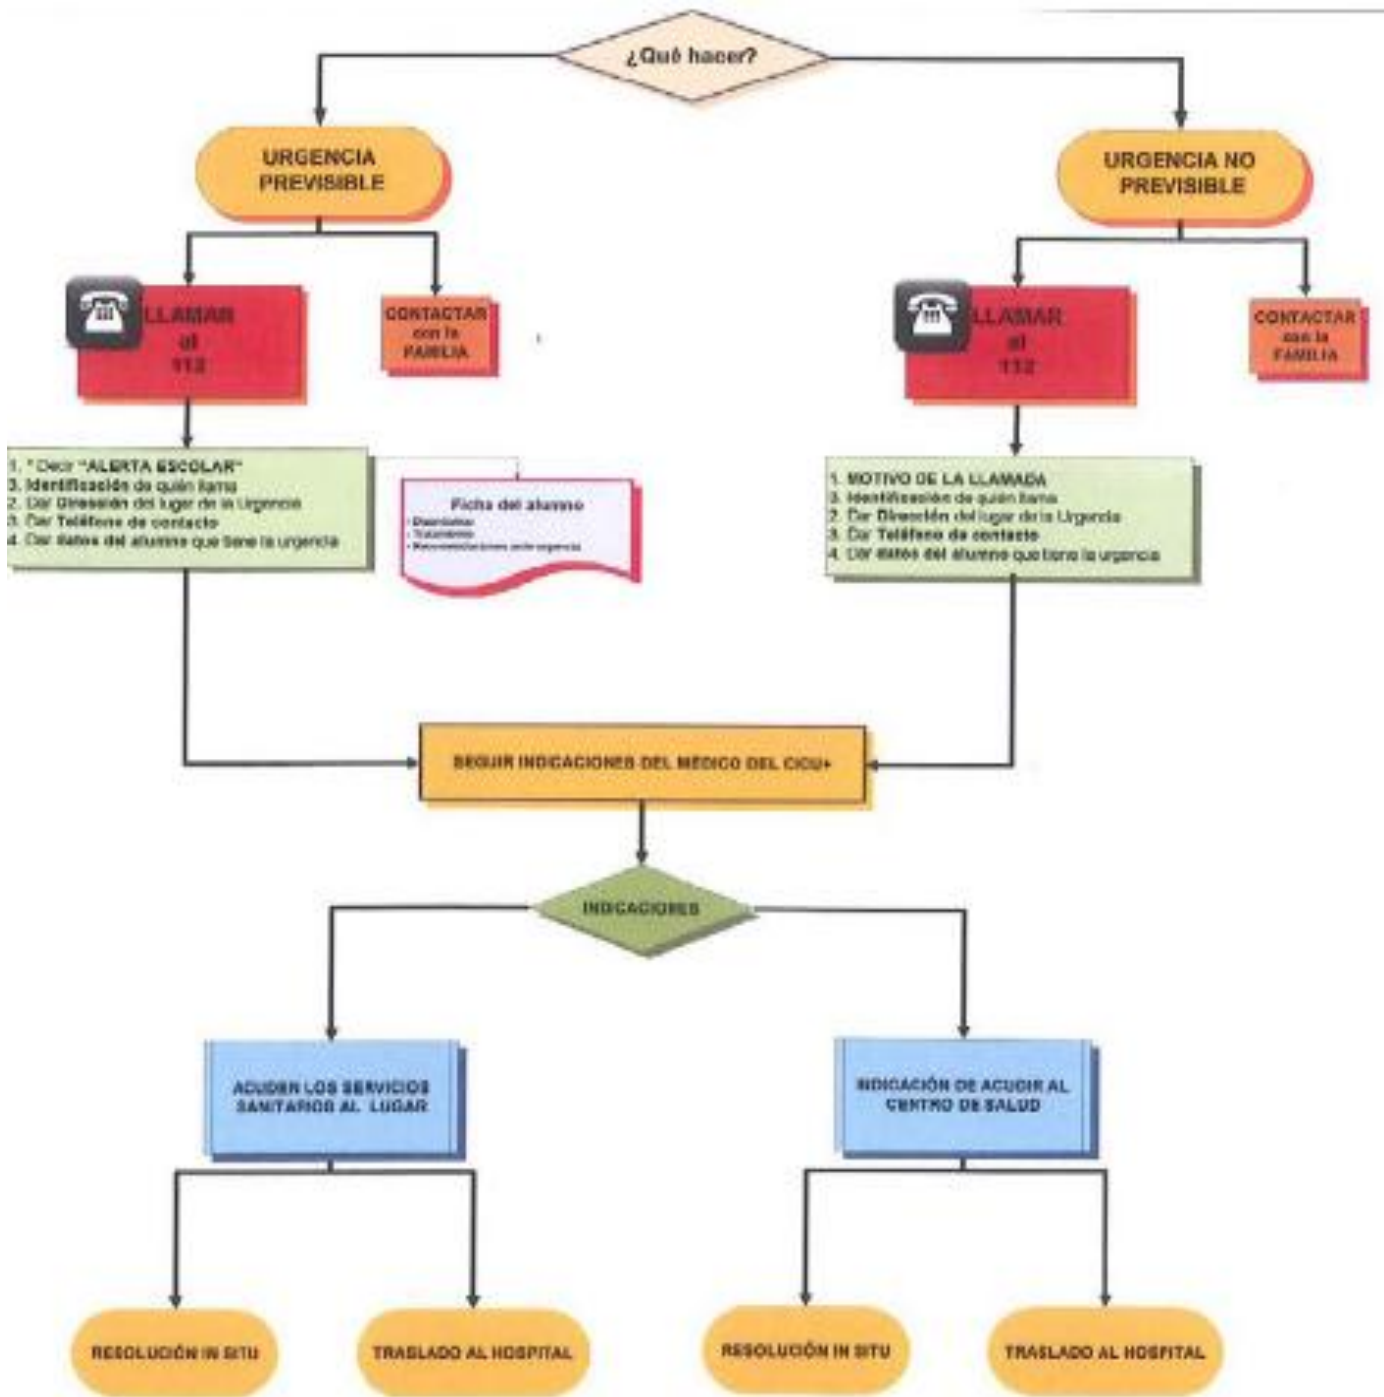 ¿Qué hacer?
URGENCIA
PREVISIBLE
URGENCIA NO
PREVISIBLE
LLAMAR
al
112
CONTACTAR
con la
FAMILIA
LLAMAR
al
112
CONTACTAR
con la
FAMILIA
1. * Decir "ALERTA ESCOLAR"
3. Identificación de quién llama
2. Dar Dirección del lugar de la Urgencia
3. Dar Teléfono de contacto
4. Dar datos del alumno que tiene la urgencia
Ficha del alumno
- Diagnóstico
- Tratamiento
- Recomendaciones ante urgencia
1. MOTIVO DE LA LLAMADA
3. Identificación de quién llama
2. Dar Dirección del lugar de la Urgencia
3. Dar Teléfono de contacto
4. Dar datos del alumno que tiene la urgencia
SEGUIR INDICACIONES DEL MÉDICO DEL CICU+
INDICACIONES
ACUDEN LOS SERVICIOS
SANITARIOS AL LUGAR
INDICACIÓN DE ACUDIR AL
CENTRO DE SALUD
RESOLUCIÓN IN SITU
TRASLADO AL HOSPITAL
RESOLUCIÓN IN SITU
TRASLADO AL HOSPITAL